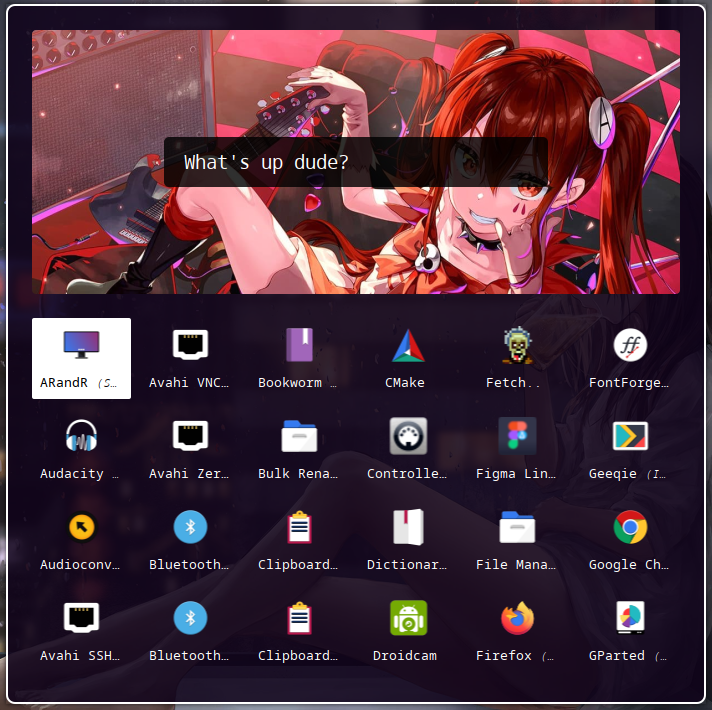 What's up dude?
ARandR (S…
Avahi VNC…
Bookworm …
CMake
Fetch..
FontForge…
Audacity …
Avahi Zer…
Bulk Rena…
Controlle…
Figma Lin…
Geeqie (I…
Audioconv…
Bluetooth…
Clipboard…
Dictionar…
File Mana…
Google Ch…
Avahi SSH…
Bluetooth…
Clipboard…
Droidcam
Firefox (…
GParted (…